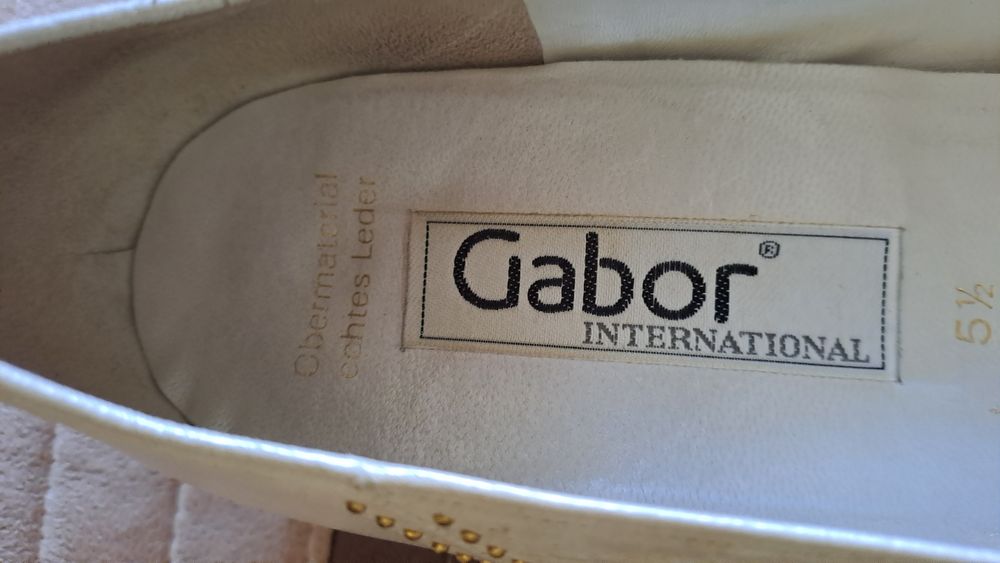 Obermaterial
echtes Leder
Gabor®
INTERNATIONAL
5½